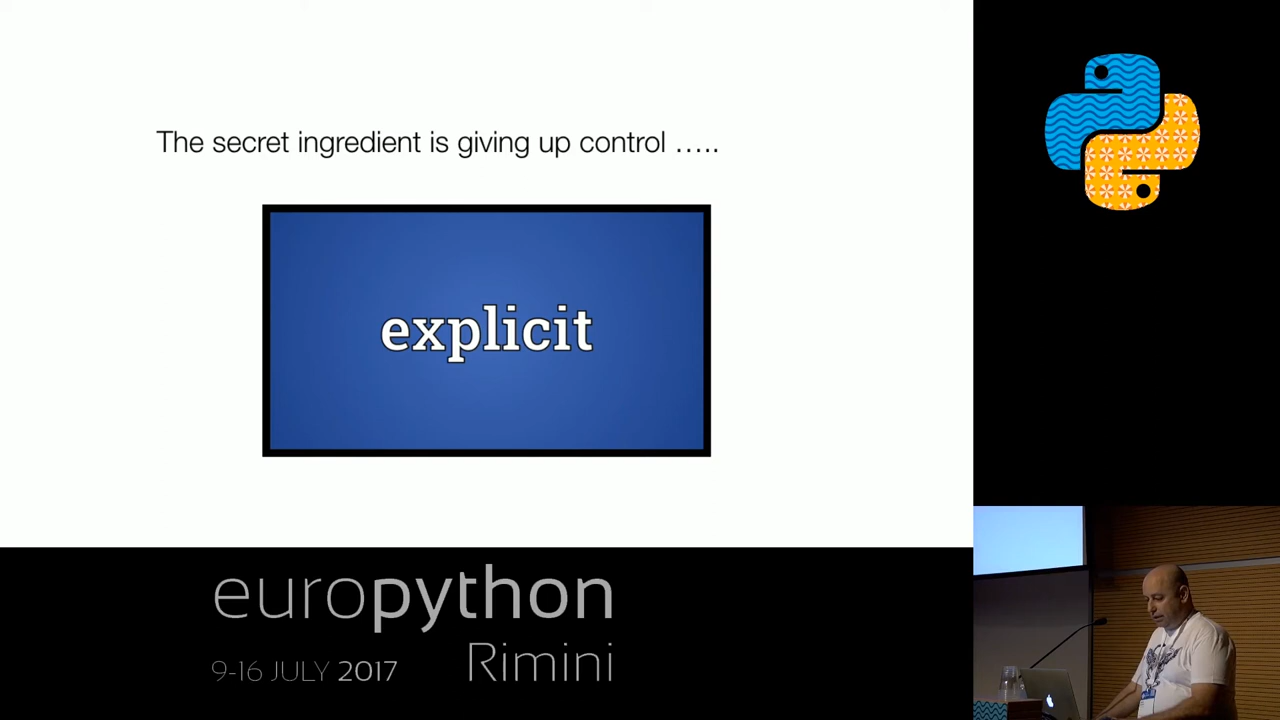 The secret ingredient is giving up control …..
explicit
europython
9-16 JULY 2017
Rimini